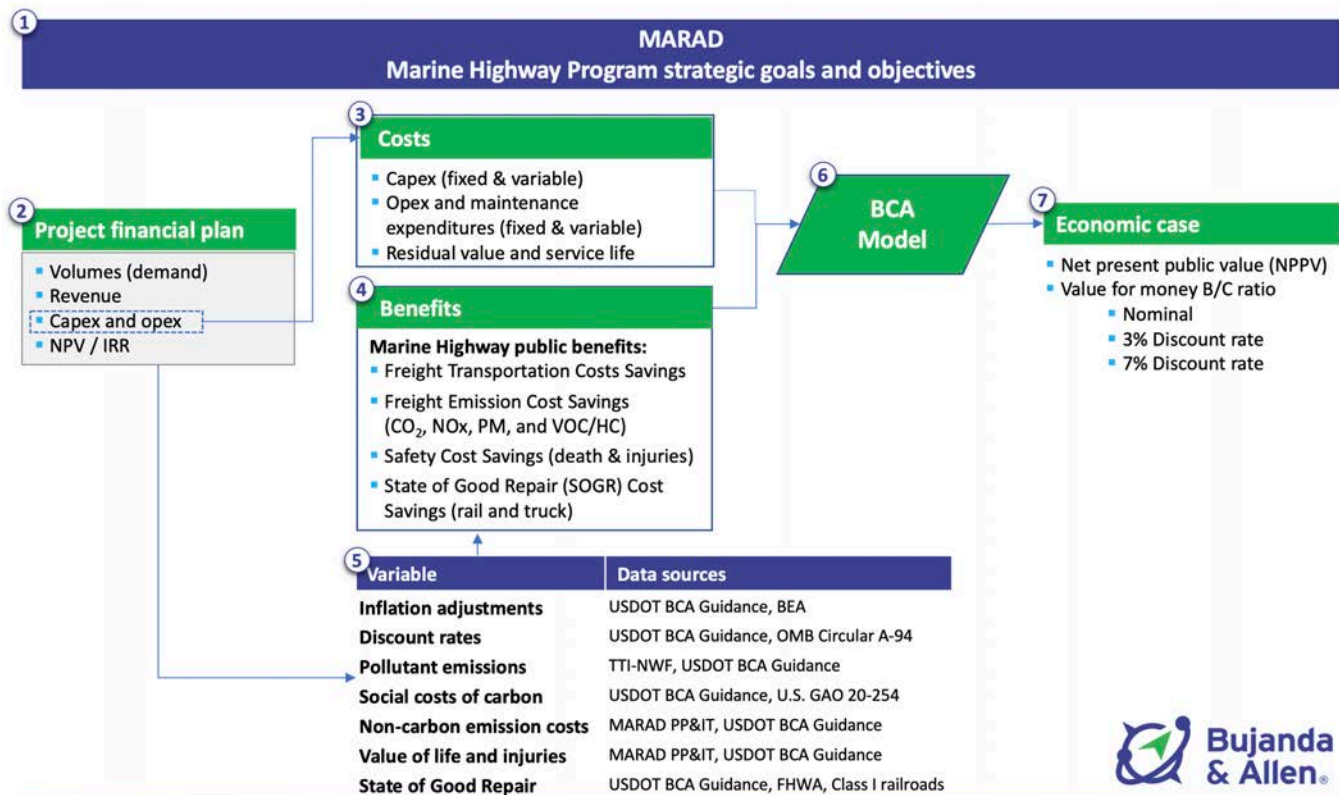 1
MARAD
Marine Highway Program strategic goals and objectives
2
Project financial plan
Volumes (demand)
Revenue
Capex and opex
NPV / IRR
3
Costs
Capex (fixed & variable)
Opex and maintenance
expenditures (fixed & variable)
Residual value and service life
4
Benefits
Marine Highway public benefits:
Freight Transportation Costs Savings
Freight Emission Cost Savings
(CO₂, NOx, PM, and VOC/HC)
Safety Cost Savings (death & injuries)
State of Good Repair (SOGR) Cost
Savings (rail and truck)
5
Variable Data sources
Inflation adjustments USDOT BCA Guidance, BEA
Discount rates USDOT BCA Guidance, OMB Circular A-94
Pollutant emissions TTI-NWF, USDOT BCA Guidance
Social costs of carbon USDOT BCA Guidance, U.S. GAO 20-254
Non-carbon emission costs MARAD PP&IT, USDOT BCA Guidance
Value of life and injuries MARAD PP&IT, USDOT BCA Guidance
State of Good Repair USDOT BCA Guidance, FHWA, Class I railroads
6
BCA
Model
7
Economic case
Net present public value (NPPV)
Value for money B/C ratio
Nominal
3% Discount rate
7% Discount rate
Bujanda
& Allen®